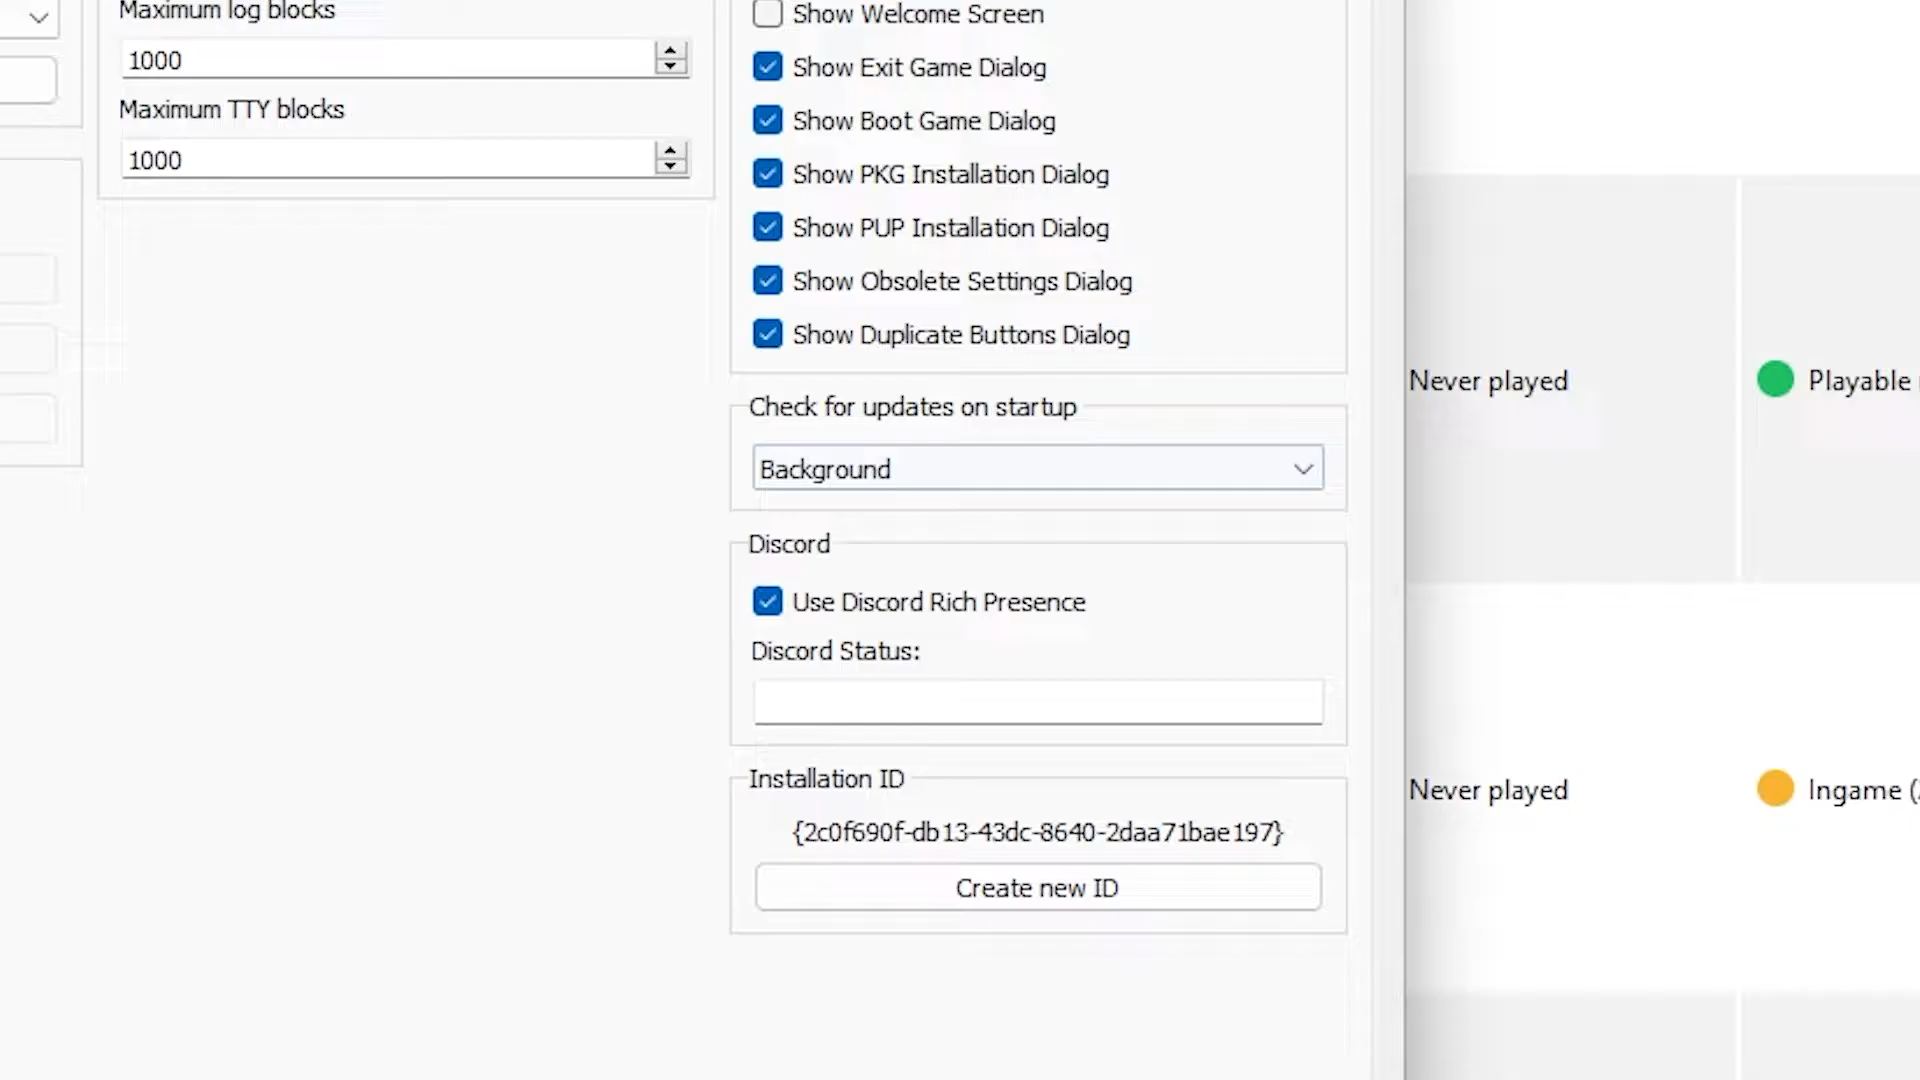 Maximum log blocks
1000
Maximum TTY blocks
1000
Show Welcome Screen
Show Exit Game Dialog
Show Boot Game Dialog
Show PKG Installation Dialog
Show PUP Installation Dialog
Show Obsolete Settings Dialog
Show Duplicate Buttons Dialog
Check for updates on startup
Background
Discord
Use Discord Rich Presence
Discord Status:
Installation ID
{2c0f690f-db13-43dc-8640-2daa71bae197}
Create new ID
Never played
Playable
Never played
Ingame (